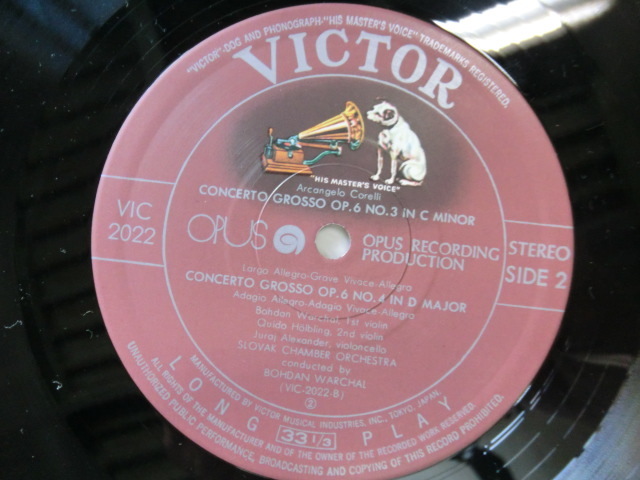 "VICTOR"-DOG AND PHONOGRAPH-"HIS MASTER'S VOICE" TRADEMARKS REGISTERED.
VICTOR
"HIS MASTER'S VOICE"
Arcangelo Corelli
CONCERTO GROSSO OP.6 NO.3 IN C MINOR
VIC
2022
OPUS
OPUS RECORDING
PRODUCTION
STEREO
SIDE 2
Largo Allegro-Grave Vivace-Allegro
CONCERTO GROSSO OP.6 NO.4 IN D MAJOR
Adagio Allegro-Adagio Vivace-Allegro
Bohdan Warchal, 1st violin
Quido Hölbling, 2nd violin
Juraj Alexander, violoncello
SLOVAK CHAMBER ORCHESTRA
conducted by
BOHDAN WARCHAL
(VIC-2022-B)
②
LONG 33 1/3 PLAY
MANUFACTURED BY VICTOR MUSICAL INDUSTRIES, INC., TOKYO, JAPAN
ALL RIGHTS OF THE MANUFACTURER AND OF THE OWNER OF THE RECORDED WORK RESERVED.
UNAUTHORIZED PUBLIC PERFORMANCE, BROADCASTING AND COPYING OF THIS RECORD PROHIBITED.